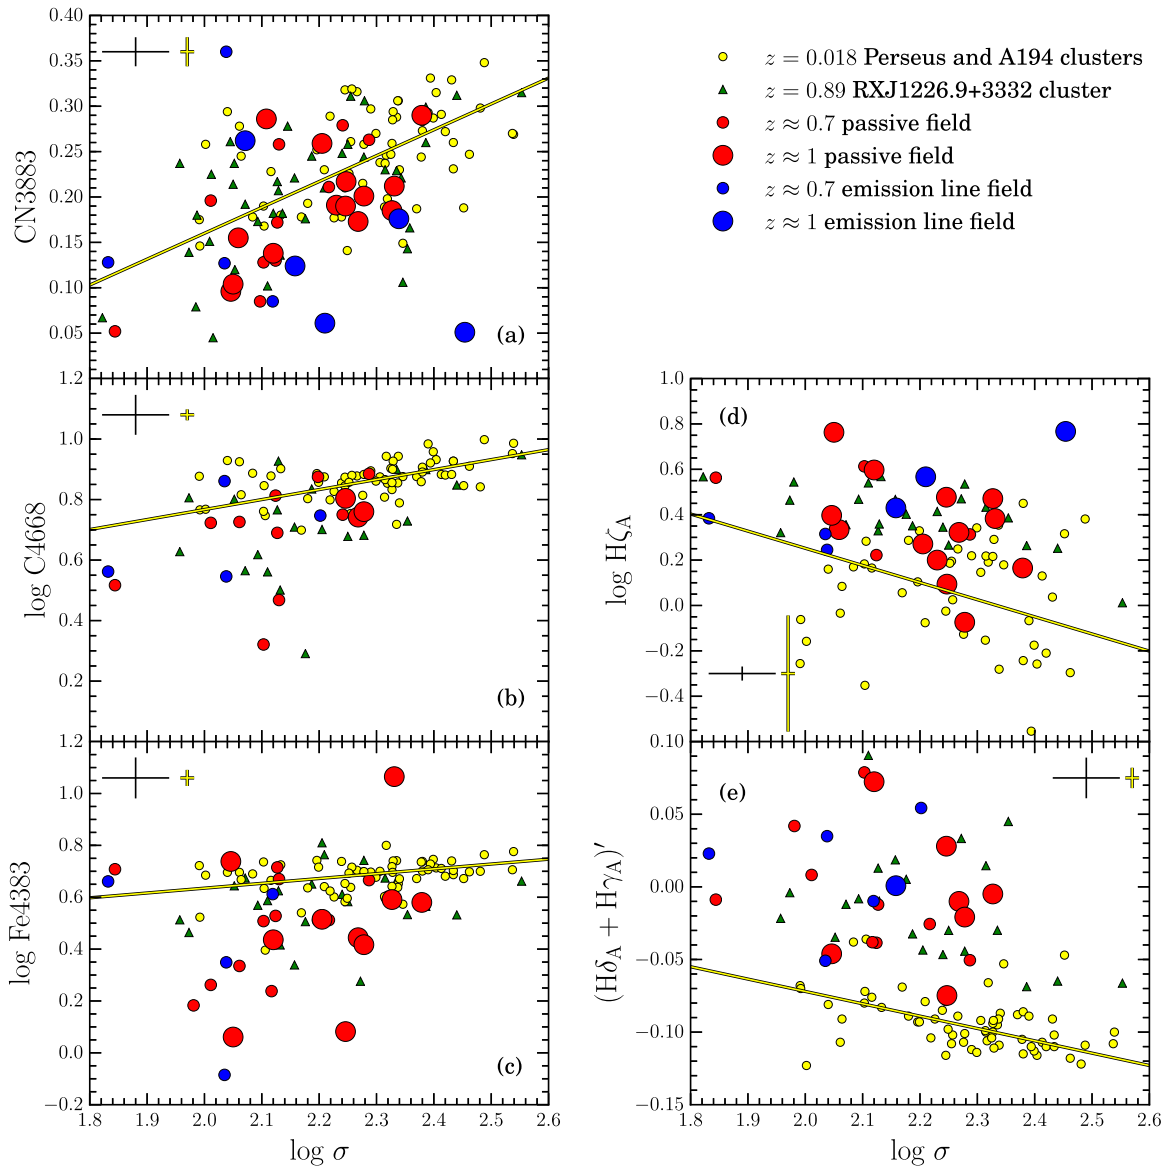 0.40
0.35
0.30
0.25
0.20
0.15
0.10
0.05
CN3883
(a)
z = 0.018 Perseus and A194 clusters
z = 0.89 RXJ1226.9+3332 cluster
z ≈ 0.7 passive field
z ≈ 1 passive field
z ≈ 0.7 emission line field
z ≈ 1 emission line field
1.2
1.0
0.8
0.6
0.4
0.2
log C4668
(b)
1.2
1.0
0.8
0.6
0.4
0.2
0.0
−0.2
log Fe4383
(c)
1.8 1.9 2.0 2.1 2.2 2.3 2.4 2.5 2.6
log σ
1.0
0.8
0.6
0.4
0.2
0.0
−0.2
−0.4
log Hζ_A
(d)
0.10
0.05
0.00
−0.05
−0.10
−0.15
(Hδ_A + Hγ_A)′
(e)
1.8 1.9 2.0 2.1 2.2 2.3 2.4 2.5 2.6
log σ